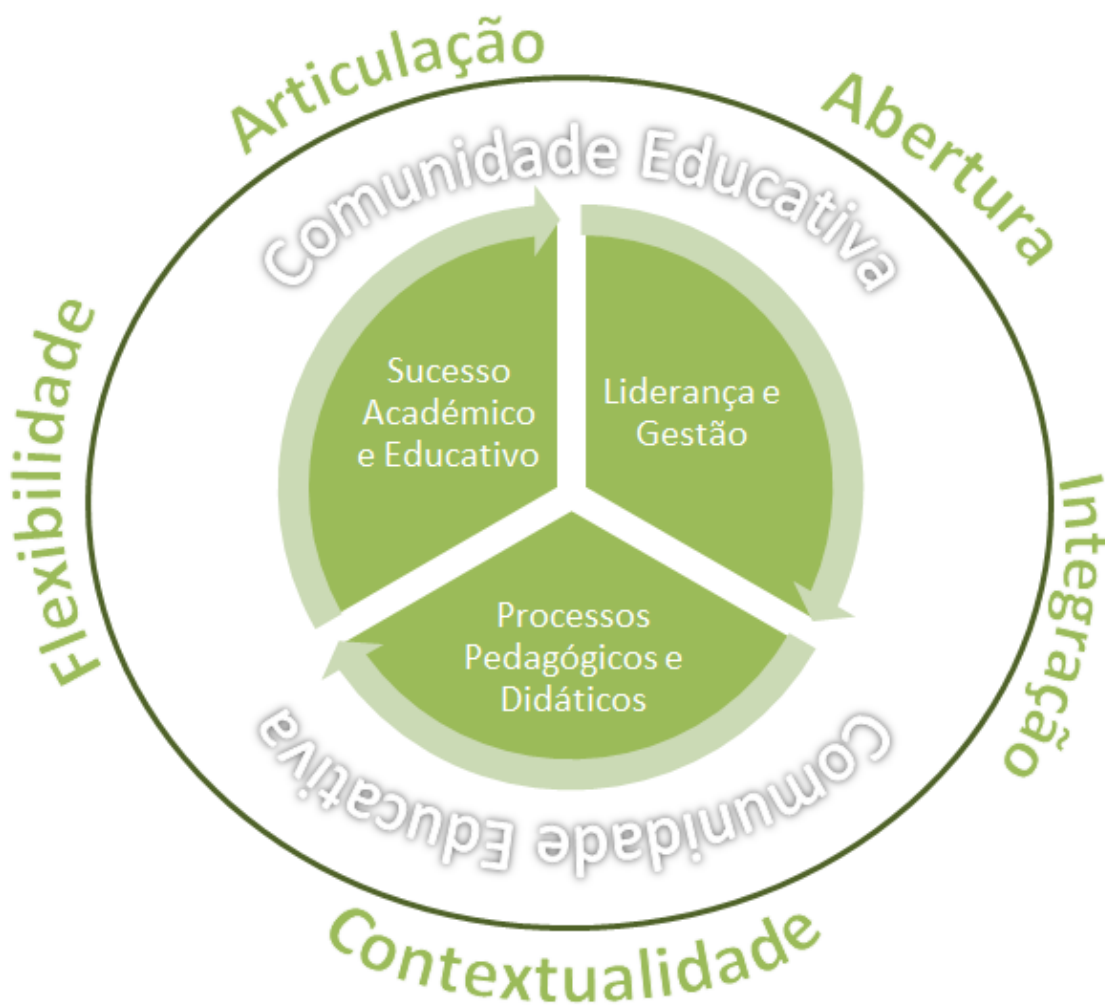 Articulação
Abertura
Comunidade Educativa
Flexibilidade
Sucesso
Académico
e Educativo
Liderança e
Gestão
Integração
Processos
Pedagógicos e
Didáticos
Comunidade Educativa
Contextualidade